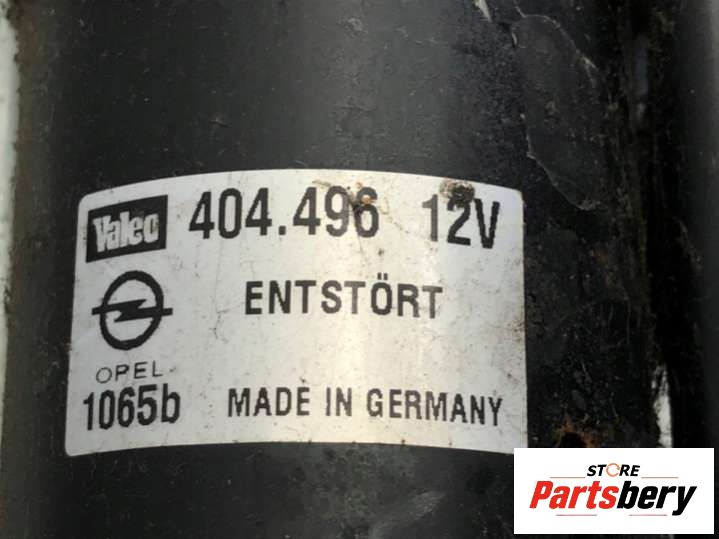 Valeo 404.496 12V
ENTSTÖRT
OPEL
1065b MADE IN GERMANY
STORE
Partsbery